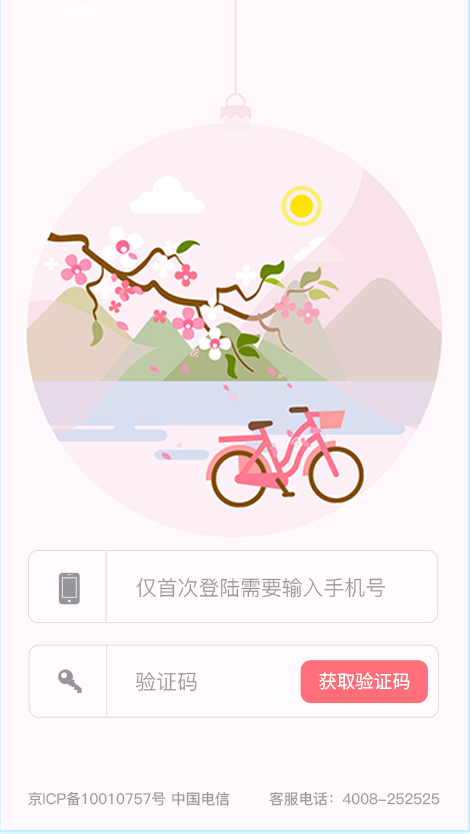 仅首次登陆需要输入手机号
验证码
获取验证码
京ICP备10010757号 中国电信
客服电话：4008-252525